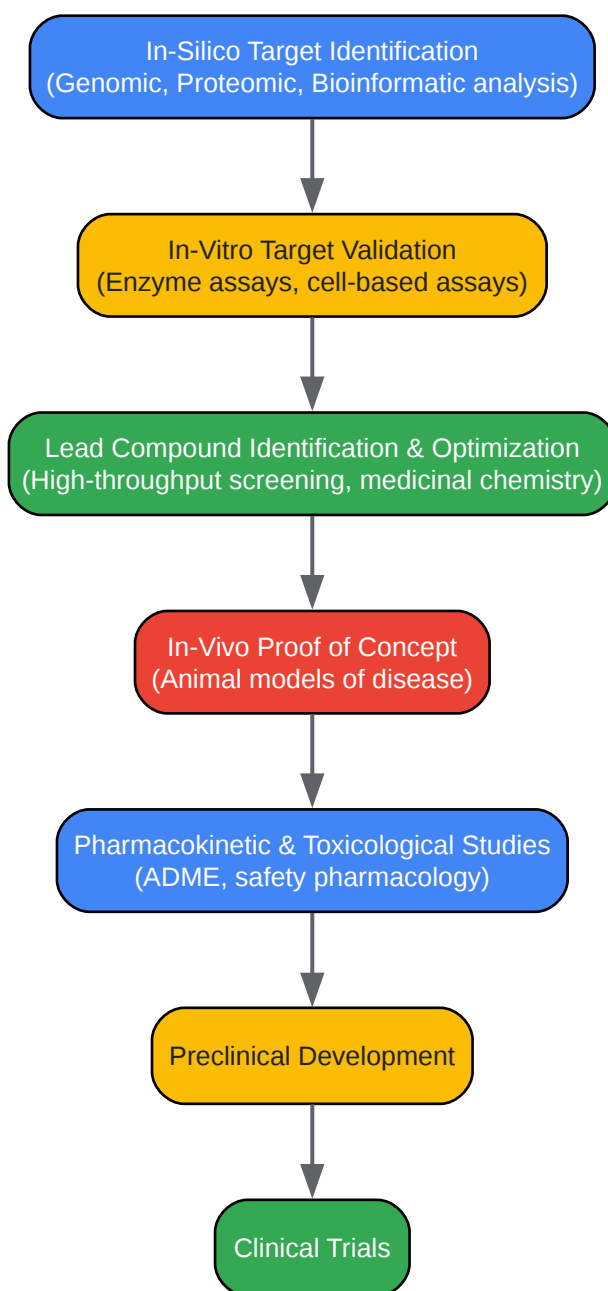 In-Silico Target Identification
(Genomic, Proteomic, Bioinformatic analysis)
In-Vitro Target Validation
(Enzyme assays, cell-based assays)
Lead Compound Identification & Optimization
(High-throughput screening, medicinal chemistry)
In-Vivo Proof of Concept
(Animal models of disease)
Pharmacokinetic & Toxicological Studies
(ADME, safety pharmacology)
Preclinical Development
Clinical Trials